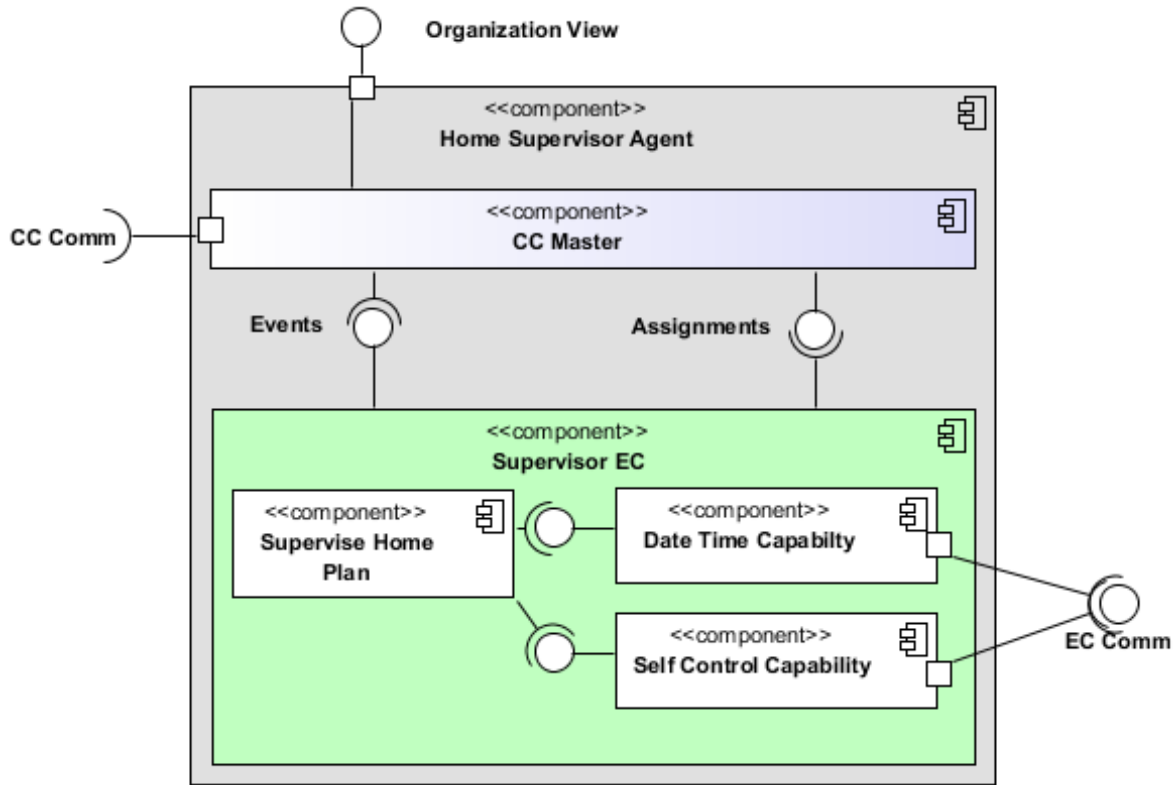 Organization View
<<component>>
Home Supervisor Agent
<<component>>
CC Master
CC Comm
Events
Assignments
<<component>>
Supervisor EC
<<component>>
Supervise Home
Plan
<<component>>
Date Time Capabilty
<<component>>
Self Control Capability
EC Comm